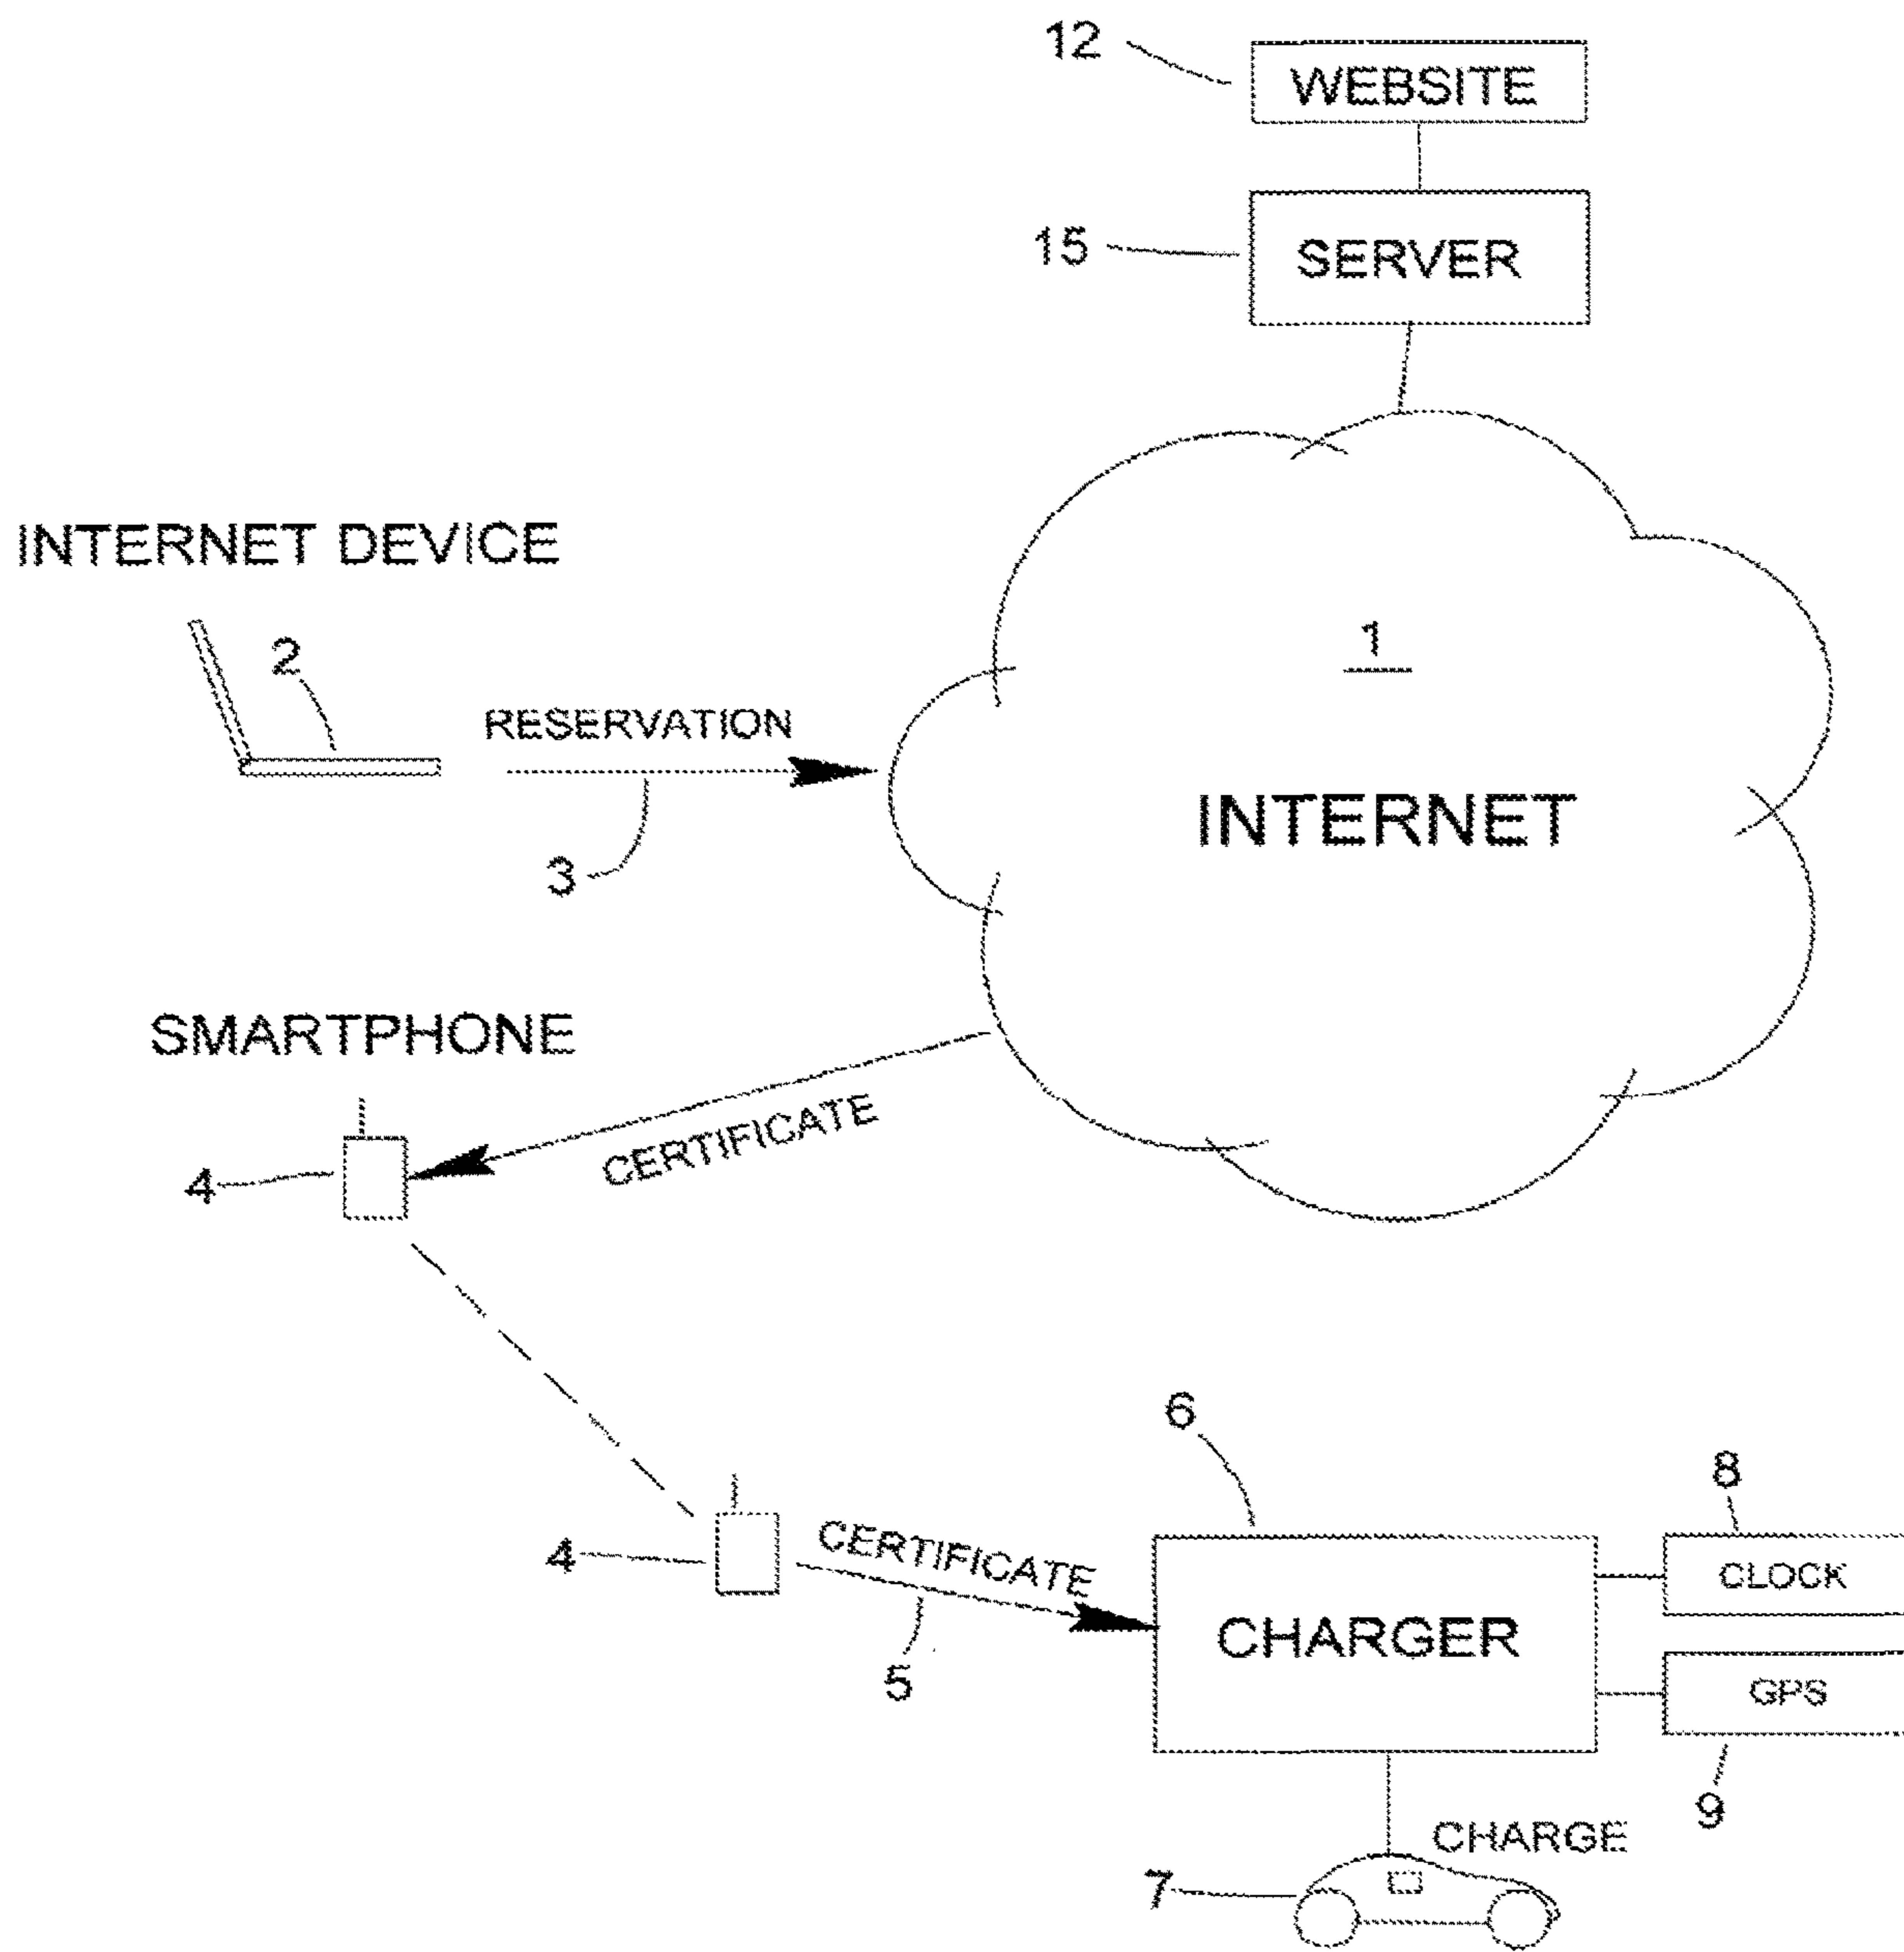 12
WEBSITE
15
SERVER
INTERNET DEVICE
2
RESERVATION
3
1
INTERNET
SMARTPHONE
4
CERTIFICATE
4
CERTIFICATE
5
6
CHARGER
8
CLOCK
GPS
9
CHARGE
7